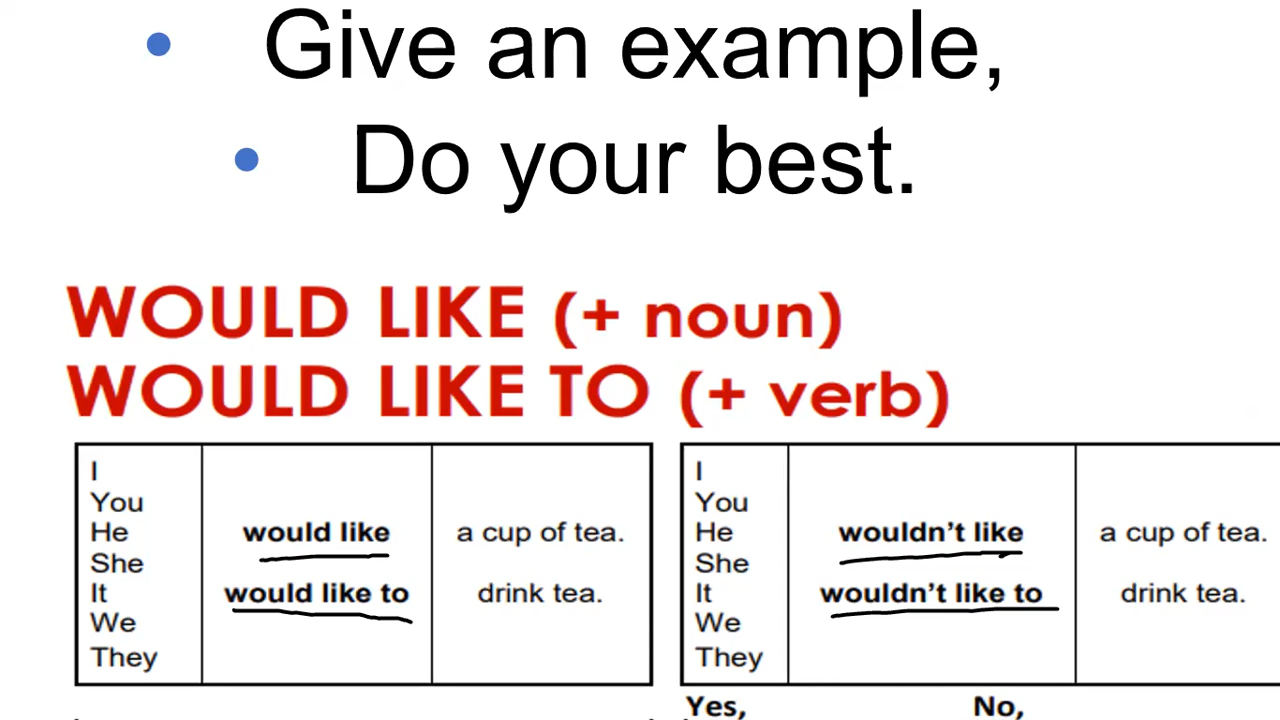 • Give an example,
• Do your best.
WOULD LIKE (+ noun)
WOULD LIKE TO (+ verb)
I
You
He
She
It
We
They
would like
would like to
a cup of tea.
drink tea.
I
You
He
She
It
We
They
wouldn't like
wouldn't like to
a cup of tea.
drink tea.
Yes, No,